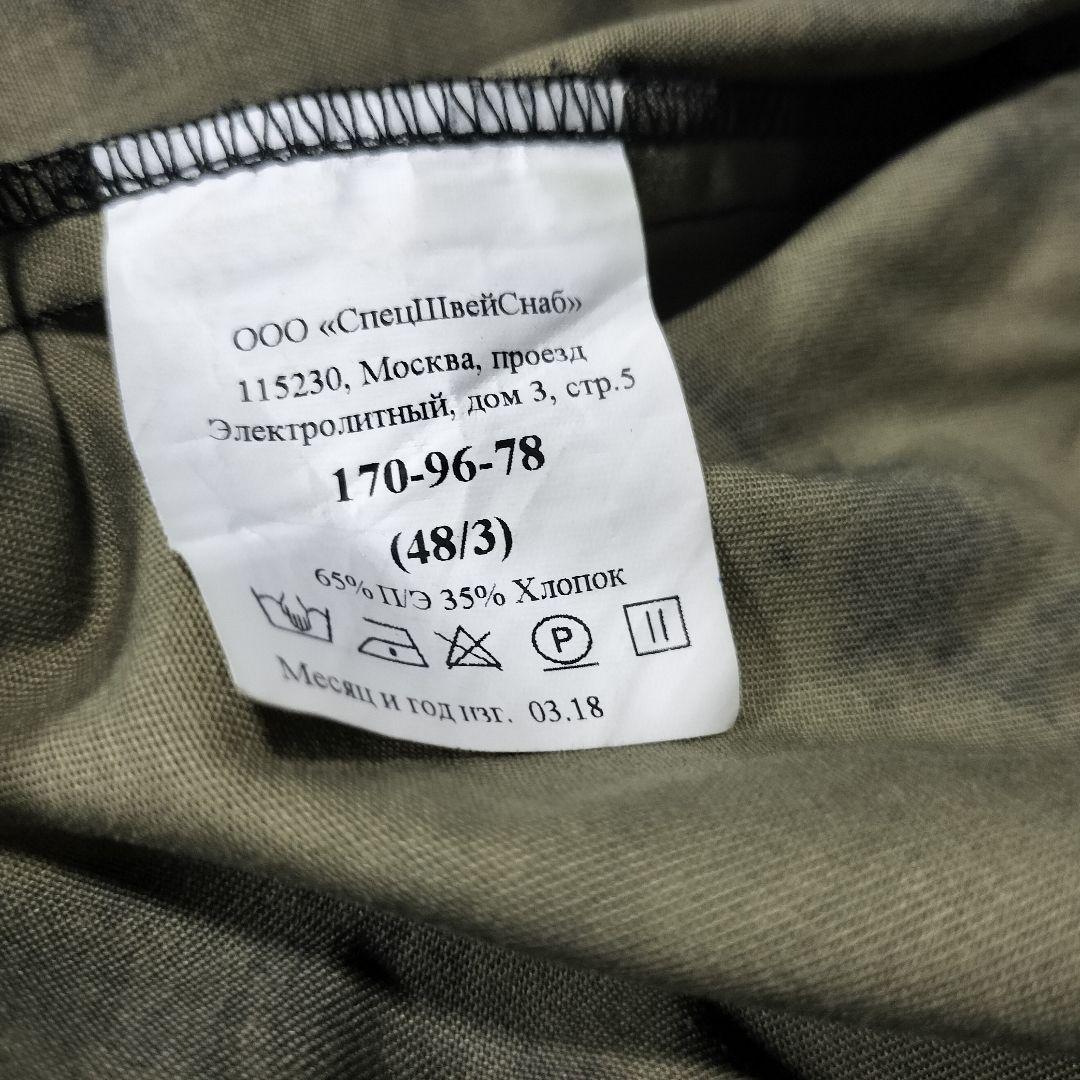 ООО «СпецШвейСнаб»
115230, Москва, проезд
Электролитный, дом 3, стр.5
170-96-78
(48/3)
65% П/Э 35% Хлопок
P
Месяц и год изг. 03.18